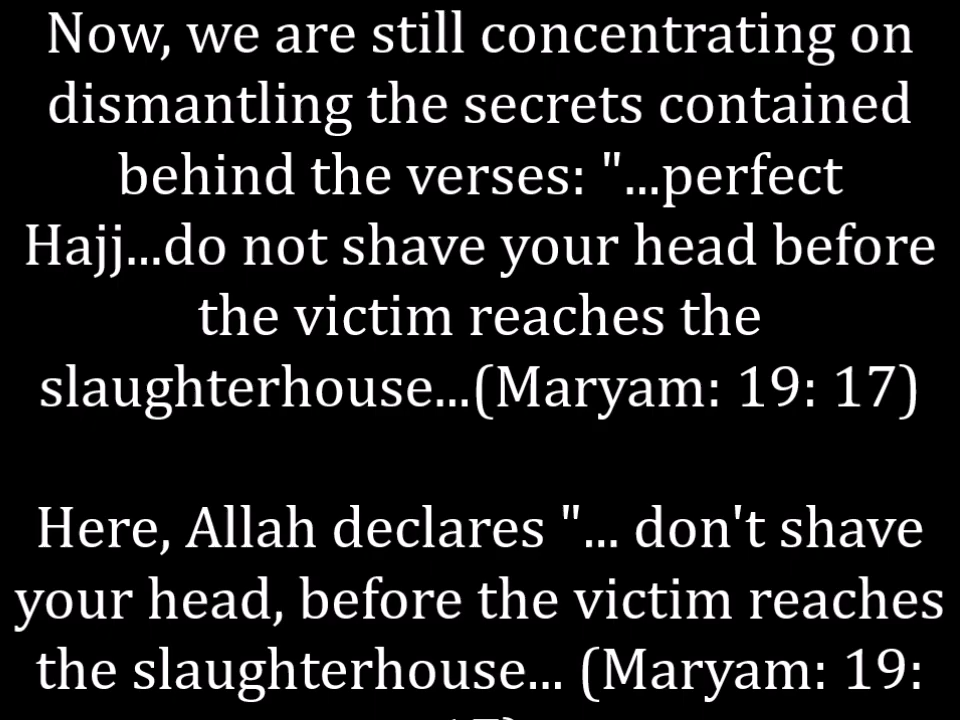 Now, we are still concentrating on
dismantling the secrets contained
behind the verses: "...perfect
Hajj...do not shave your head before
the victim reaches the
slaughterhouse...(Maryam: 19: 17)
Here, Allah declares "... don't shave
your head, before the victim reaches
the slaughterhouse... (Maryam: 19: